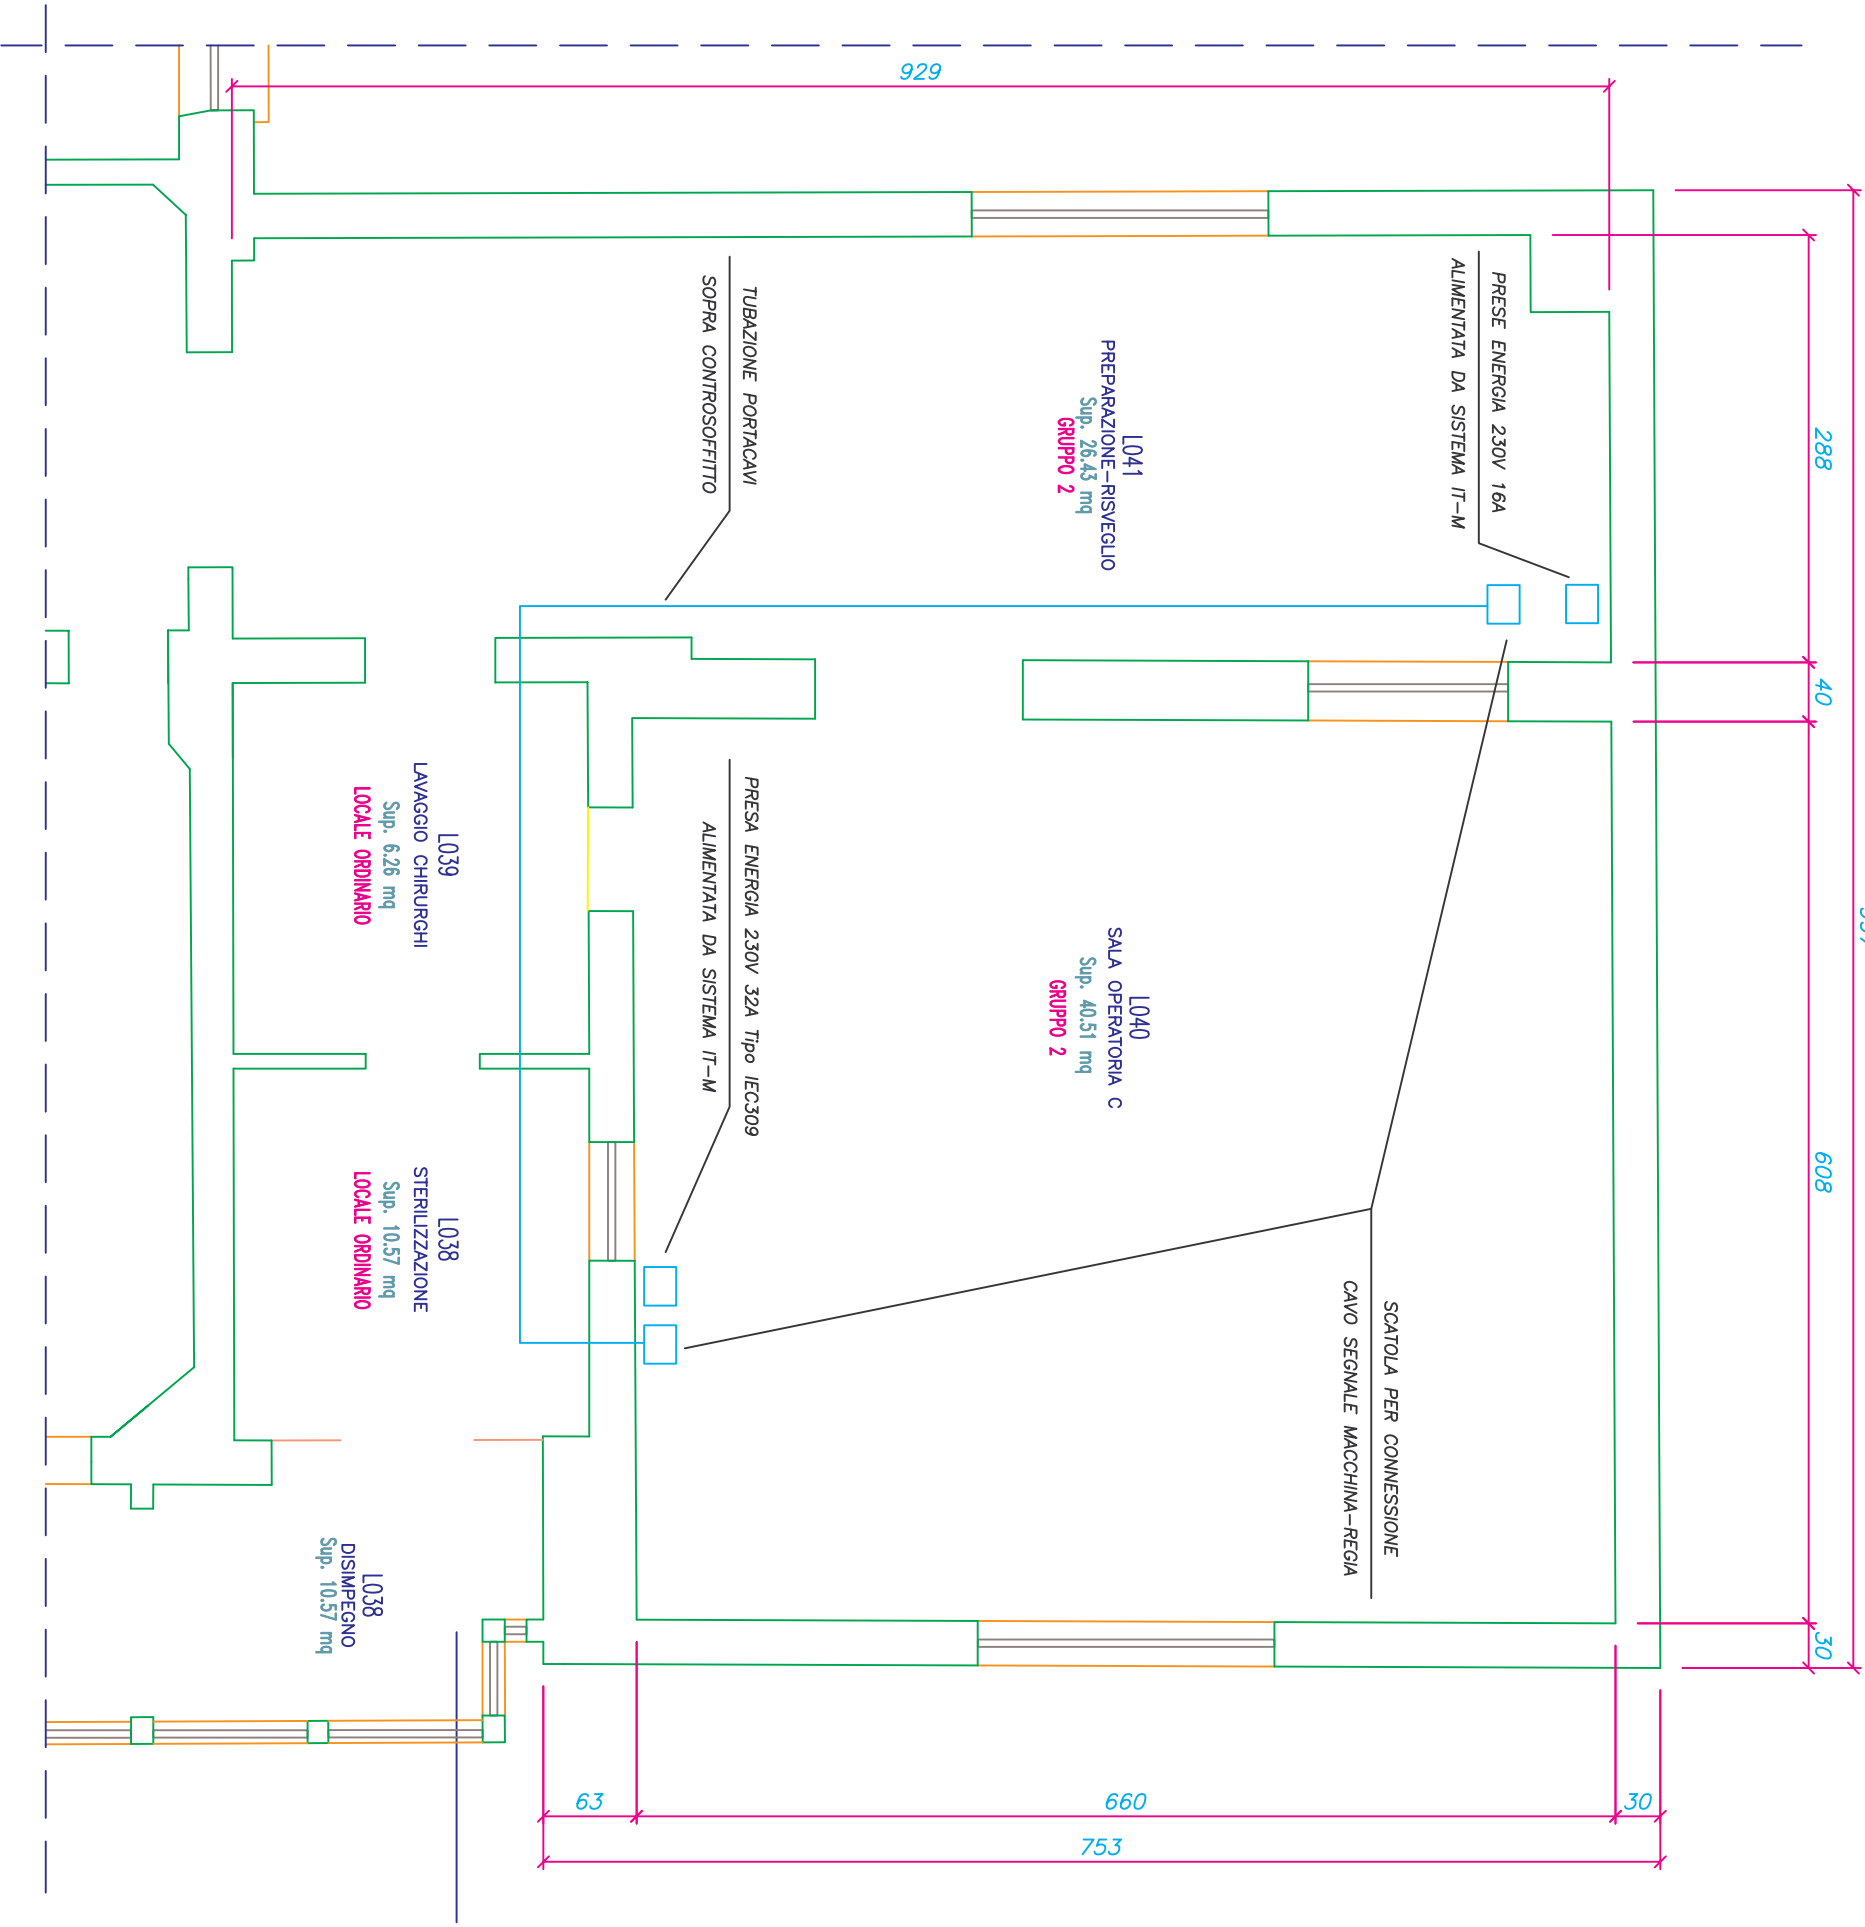 929
PRESE ENERGIA 230V 16A
ALIMENTATA DA SISTEMA IT-M
TUBAZIONE PORTACAVI
SOPRA CONTROSOFFITTO
L041
PREPARAZIONE-RISVEGLIO
Sup. 26.43 mq
GRUPPO 2
288
40
608
30
PRESA ENERGIA 230V 32A Tipo IEC309
ALIMENTATA DA SISTEMA IT-M
L040
SALA OPERATORIA C
Sup. 40.51 mq
GRUPPO 2
L039
LAVAGGIO CHIRURGHI
Sup. 6.26 mq
LOCALE ORDINARIO
L038
STERILIZZAZIONE
Sup. 10.57 mq
LOCALE ORDINARIO
SCATOLA PER CONNESSIONE
CAVO SEGNALE MACCHINA-REGIA
L038
DISIMPEGNO
Sup. 10.57 mq
63
660
30
753